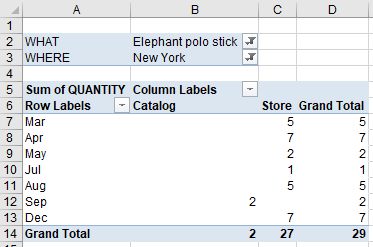 A B C D
1
2 WHAT Elephant polo stick
3 WHERE New York
4
5 Sum of QUANTITY Column Labels
6 Row Labels Catalog Store Grand Total
7 Mar 5 5
8 Apr 7 7
9 May 2 2
10 Jul 1 1
11 Aug 5 5
12 Sep 2 2
13 Dec 7 7
14 Grand Total 2 27 29